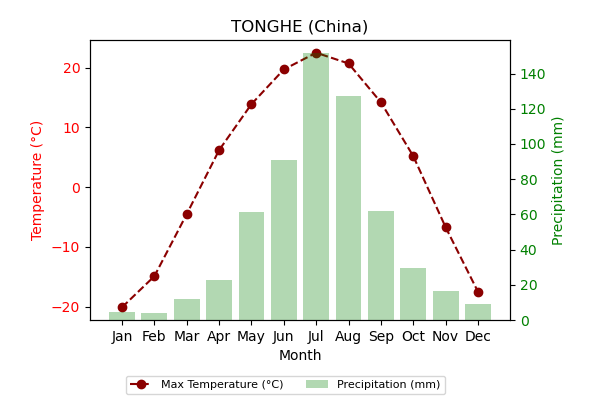 TONGHE (China)
Temperature (°C)
20
10
0
−10
−20
140
120
100
80
60
40
20
0
Precipitation (mm)
Jan Feb Mar Apr May Jun Jul Aug Sep Oct Nov Dec
Month
Max Temperature (°C) Precipitation (mm)